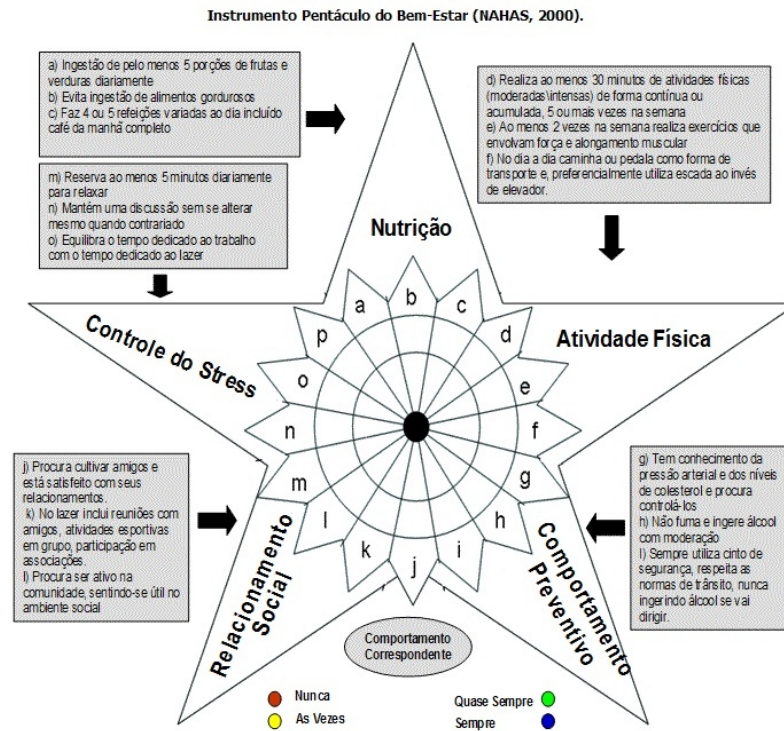 Instrumento Pentáculo do Bem-Estar (NAHAS, 2000).
a) Ingestão de pelo menos 5 porções de frutas e
verduras diariamente
b) Evita ingestão de alimentos gordurosos
c) Faz 4 ou 5 refeições variadas ao dia incluído
café da manhã completo
d) Realiza ao menos 30 minutos de atividades físicas
(moderadas\intensas) de forma contínua ou
acumulada, 5 ou mais vezes na semana
e) Ao menos 2 vezes na semana realiza exercícios que
envolvam força e alongamento muscular
f) No dia a dia caminha ou pedala como forma de
transporte e, preferencialmente utiliza escada ao invés
de elevador.
m) Reserva ao menos 5 minutos diariamente
para relaxar
n) Mantém uma discussão sem se alterar
mesmo quando contrariado
o) Equilibra o tempo dedicado ao trabalho
com o tempo dedicado ao lazer
Nutrição
Controle do Stress
Atividade Física
a
b
c
d
e
f
g
h
i
j
k
l
m
n
o
p
j) Procura cultivar amigos e
está satisfeito com seus
relacionamentos.
k) No lazer inclui reuniões com
amigos, atividades esportivas
em grupo, participação em
associações.
l) Procura ser ativo na
comunidade, sentindo-se útil no
ambiente social
g) Tem conhecimento da
pressão arterial e dos níveis
de colesterol e procura
controlá-los
h) Não fuma e ingere álcool
com moderação
I) Sempre utiliza cinto de
segurança, respeita as
normas de trânsito, nunca
ingerindo álcool se vai
dirigir.
Relacionamento
Social
Comportamento
Preventivo
Comportamento
Correspondente
Nunca
As Vezes
Quase Sempre
Sempre